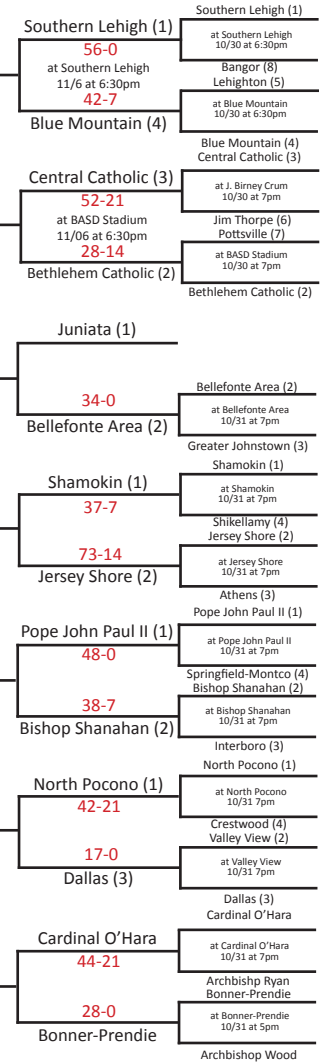 Southern Lehigh (1)
Southern Lehigh (1)
56-0
at Southern Lehigh
10/30 at 6:30pm
at Southern Lehigh
11/6 at 6:30pm
Bangor (8)
Lehighton (5)
42-7
at Blue Mountain
10/30 at 6:30pm
Blue Mountain (4)
Blue Mountain (4)
Central Catholic (3)
Central Catholic (3)
52-21
at J. Birney Crum
10/30 at 7pm
at BASD Stadium
11/06 at 6:30pm
Jim Thorpe (6)
Pottsville (7)
28-14
at BASD Stadium
10/30 at 7pm
Bethlehem Catholic (2)
Bethlehem Catholic (2)
Juniata (1)
Bellefonte Area (2)
34-0
at Bellefonte Area
10/31 at 7pm
Bellefonte Area (2)
Greater Johnstown (3)
Shamokin (1)
Shamokin (1)
37-7
at Shamokin
10/31 at 7pm
Shikellamy (4)
Jersey Shore (2)
73-14
at Jersey Shore
10/31 at 7pm
Jersey Shore (2)
Athens (3)
Pope John Paul II (1)
Pope John Paul II (1)
48-0
at Pope John Paul II
10/31 at 7pm
Springfield-Montco (4)
Bishop Shanahan (2)
38-7
at Bishop Shanahan
10/31 at 7pm
Bishop Shanahan (2)
Interboro (3)
North Pocono (1)
North Pocono (1)
42-21
at North Pocono
10/31 7pm
Crestwood (4)
Valley View (2)
17-0
at Valley View
10/31 7pm
Dallas (3)
Dallas (3)
Cardinal O'Hara
Cardinal O'Hara
44-21
at Cardinal O'Hara
10/31 at 7pm
Archbishp Ryan
Bonner-Prendie
28-0
at Bonner-Prendie
10/31 at 5pm
Bonner-Prendie
Archbishop Wood